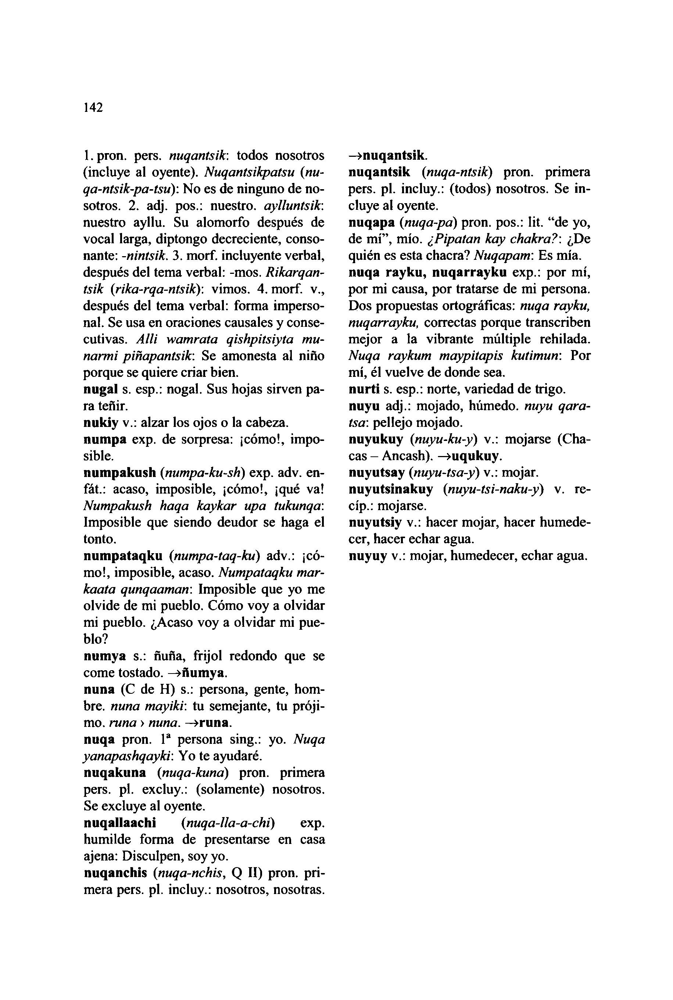 142
1. pron. pers. nuqantsik: todos nosotros
(incluye al oyente). Nuqantsikpatsu (nu-
qa-ntsik-pa-tsu): No es de ninguno de no-
sotros. 2. adj. pos.: nuestro. aylluntsik:
nuestro ayllu. Su alomorfo después de
vocal larga, diptongo decreciente, conso-
nante: -nintsik. 3. morf. incluyente verbal,
después del tema verbal: -mos. Rikarqan-
tsik (rika-rqa-ntsik): vimos. 4. morf. v.,
después del tema verbal: forma imperso-
nal. Se usa en oraciones causales y conse-
cutivas. Alli wamrata qishpitsiyta mu-
narmi piñapantsik: Se amonesta al niño
porque se quiere criar bien.
nugal s. esp.: nogal. Sus hojas sirven pa-
ra teñir.
nukiy v.: alzar los ojos o la cabeza.
numpa exp. de sorpresa: ¡cómo!, impo-
sible.
numpakush (numpa-ku-sh) exp. adv. en-
fát.: acaso, imposible, ¡cómo!, ¡qué va!
Numpakush haqa kaykar upa tukunqa:
Imposible que siendo deudor se haga el
tonto.
numpataqku (numpa-taq-ku) adv.: ¡có-
mo!, imposible, acaso. Numpataqku mar-
kaata qunqaaman: Imposible que yo me
olvide de mi pueblo. Cómo voy a olvidar
mi pueblo. ¿Acaso voy a olvidar mi pue-
blo?
numya s.: ñuña, frijol redondo que se
come tostado. →ñumya.
nuna (C de H) s.: persona, gente, hom-
bre. nuna mayiki: tu semejante, tu próji-
mo. runa › nuna. →runa.
nuqa pron. 1ª persona sing.: yo. Nuqa
yanapashqayki: Yo te ayudaré.
nuqakuna (nuqa-kuna) pron. primera
pers. pl. excluy.: (solamente) nosotros.
Se excluye al oyente.
nuqallaachi (nuqa-lla-a-chi) exp.
humilde forma de presentarse en casa
ajena: Disculpen, soy yo.
nuqanchis (nuqa-nchis, Q II) pron. pri-
mera pers. pl. incluy.: nosotros, nosotras.
→nuqantsik.
nuqantsik (nuqa-ntsik) pron. primera
pers. pl. incluy.: (todos) nosotros. Se in-
cluye al oyente.
nuqapa (nuqa-pa) pron. pos.: lit. “de yo,
de mí”, mío. ¿Pipatan kay chakra?: ¿De
quién es esta chacra? Nuqapam: Es mía.
nuqa rayku, nuqarrayku exp.: por mí,
por mi causa, por tratarse de mi persona.
Dos propuestas ortográficas: nuqa rayku,
nuqarrayku, correctas porque transcriben
mejor a la vibrante múltiple rehilada.
Nuqa raykum maypitapis kutimun: Por
mí, él vuelve de donde sea.
nurti s. esp.: norte, variedad de trigo.
nuyu adj.: mojado, húmedo. nuyu qara-
tsa: pellejo mojado.
nuyukuy (nuyu-ku-y) v.: mojarse (Cha-
cas – Ancash). →uqukuy.
nuyutsay (nuyu-tsa-y) v.: mojar.
nuyutsinakuy (nuyu-tsi-naku-y) v. re-
cíp.: mojarse.
nuyutsiy v.: hacer mojar, hacer humede-
cer, hacer echar agua.
nuyuy v.: mojar, humedecer, echar agua.